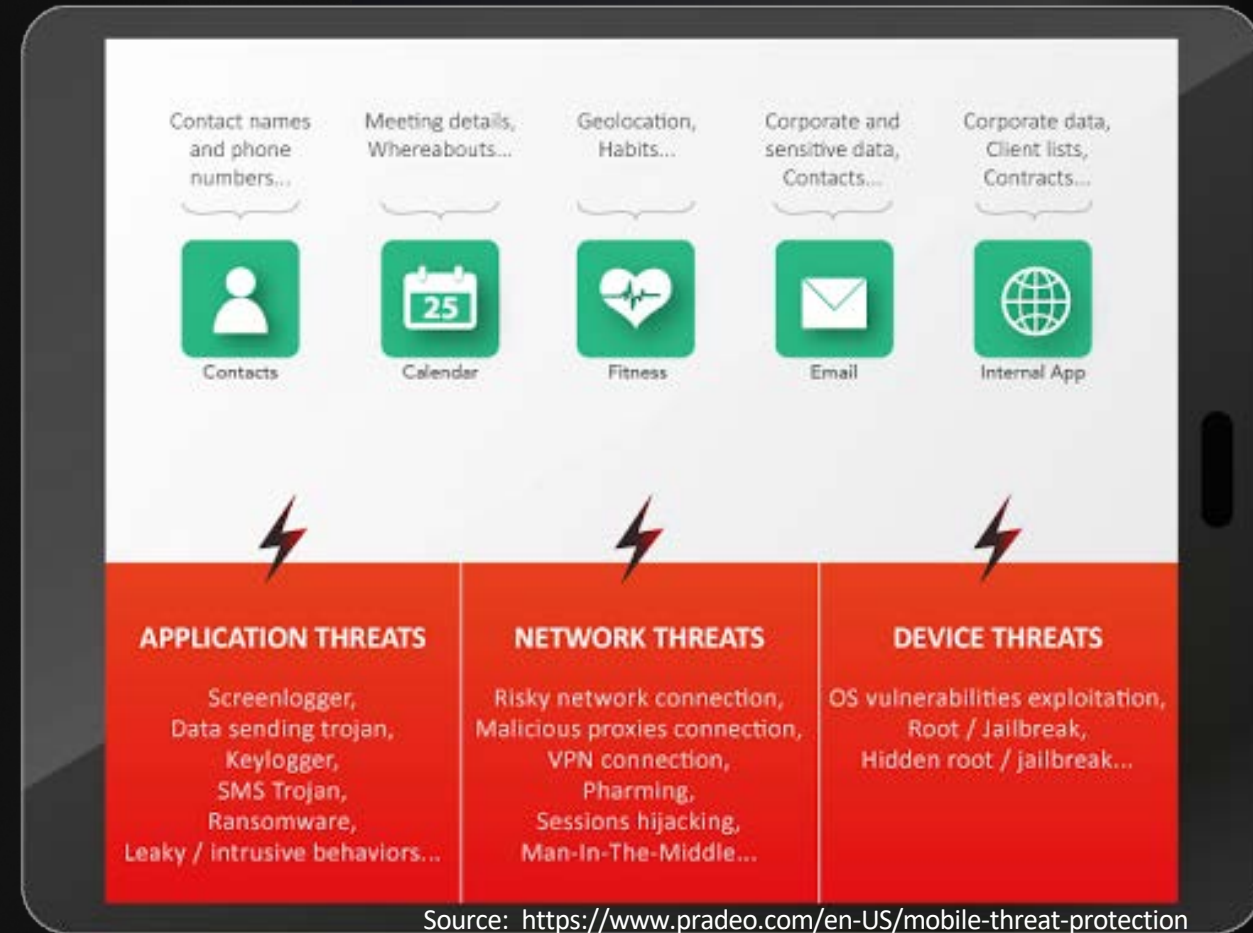 Contact names
and phone
numbers...
Meeting details,
Whereabouts...
Geolocation,
Habits...
Corporate and
sensitive data,
Contacts...
Corporate data,
Client lists,
Contracts...
25
Contacts
Calendar
Fitness
Email
Internal App
APPLICATION THREATS
Screenlogger,
Data sending trojan,
Keylogger,
SMS Trojan,
Ransomware,
Leaky / intrusive behaviors...
NETWORK THREATS
Risky network connection,
Malicious proxies connection,
VPN connection,
Pharming,
Sessions hijacking,
Man-In-The-Middle...
DEVICE THREATS
OS vulnerabilities exploitation,
Root / Jailbreak,
Hidden root / jailbreak...
Source: https://www.pradeo.com/en-US/mobile-threat-protection